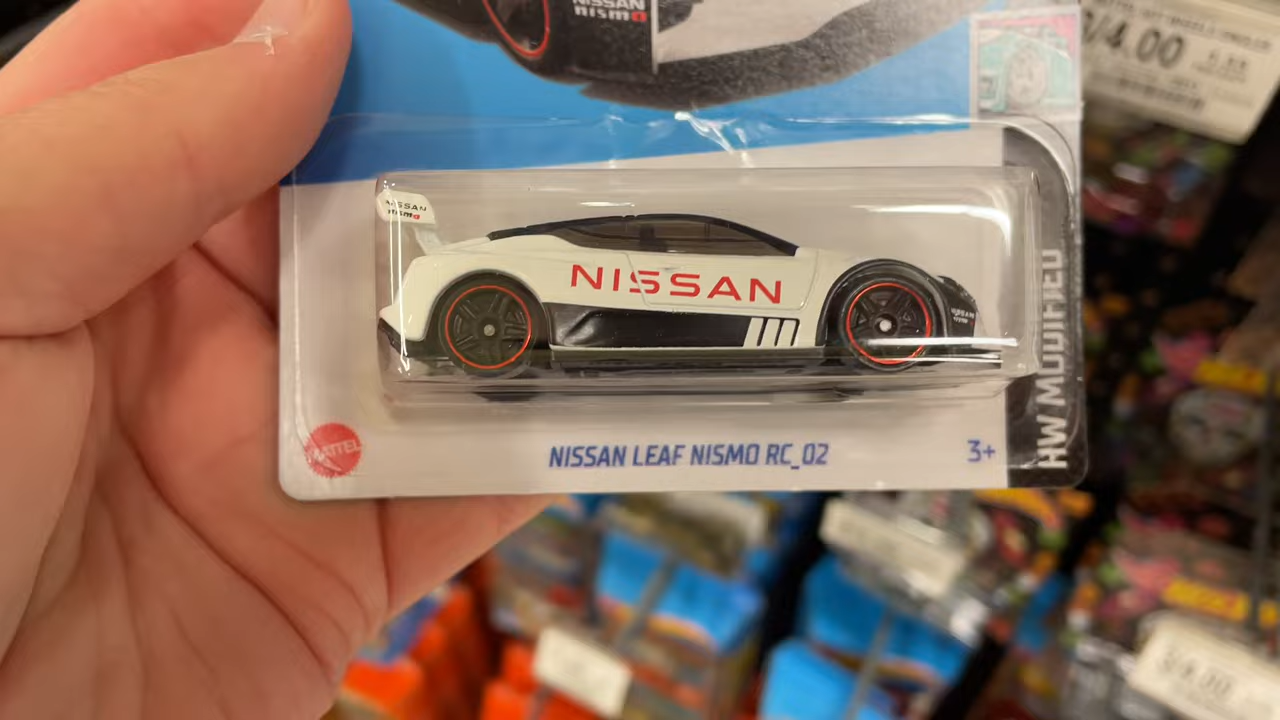 NISSAN
nismo
/4.00
NISSAN
nismo
NISSAN
HW MODIFIED
MATTEL
NISSAN LEAF NISMO RC_02
3+